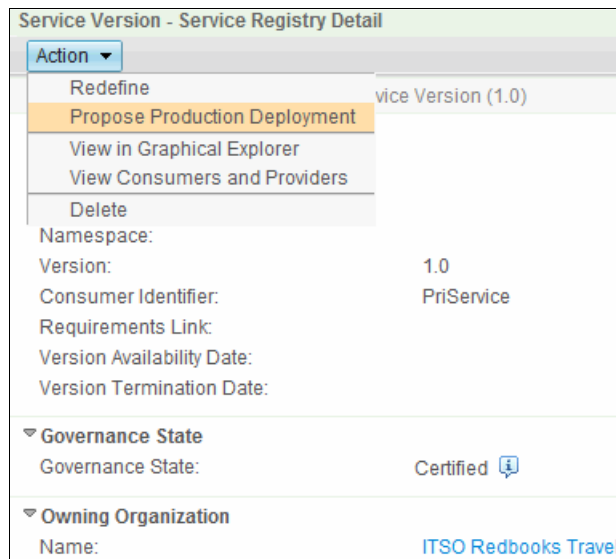 Service Version - Service Registry Detail
Action
Redefine
vice Version (1.0)
Propose Production Deployment
View in Graphical Explorer
View Consumers and Providers
Delete
Namespace:
Version: 1.0
Consumer Identifier: PriService
Requirements Link:
Version Availability Date:
Version Termination Date:
Governance State
Governance State: Certified
Owning Organization
Name: ITSO Redbooks Trave